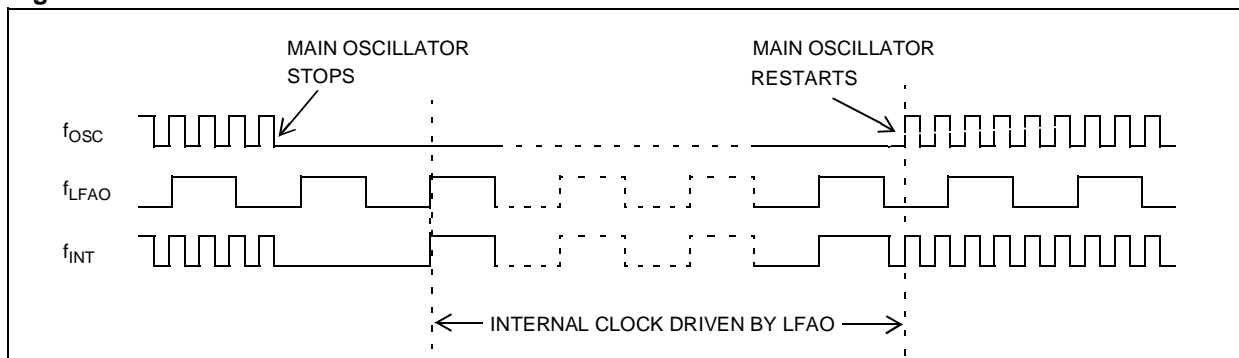 MAIN OSCILLATOR
STOPS
MAIN OSCILLATOR
RESTARTS
fOSC
fLFAO
fINT
INTERNAL CLOCK DRIVEN BY LFAO